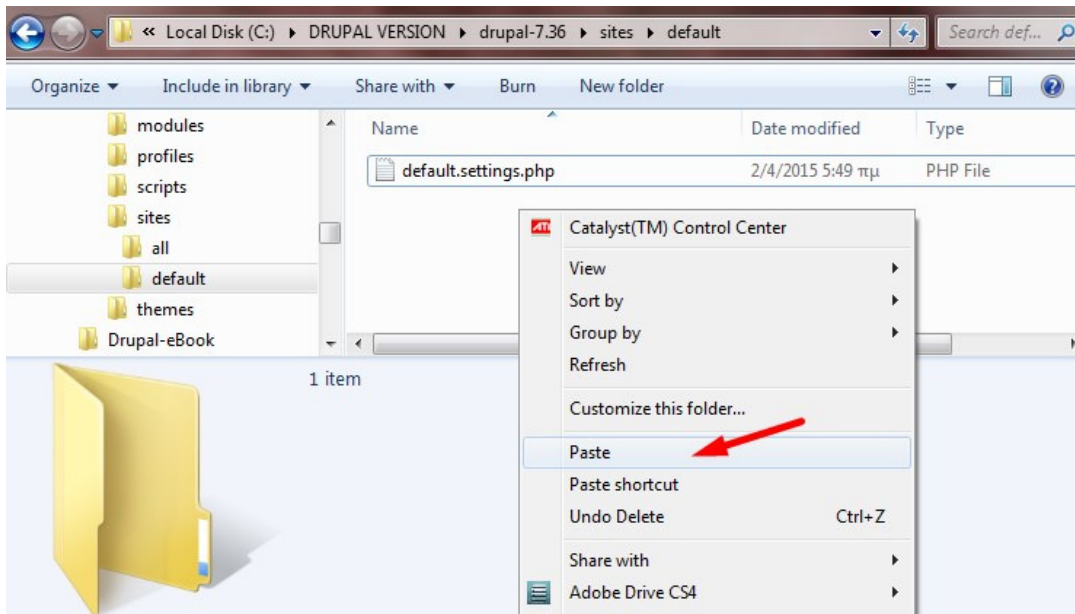 « Local Disk (C:) ▸ DRUPAL VERSION ▸ drupal-7.36 ▸ sites ▸ default Search def...
Organize Include in library Share with Burn New folder
modules
profiles
scripts
sites
all
default
themes
Drupal-eBook
Name Date modified Type
default.settings.php 2/4/2015 5:49 πμ PHP File
1 item
ATI Catalyst(TM) Control Center
View
Sort by
Group by
Refresh
Customize this folder...
Paste
Paste shortcut
Undo Delete Ctrl+Z
Share with
Adobe Drive CS4